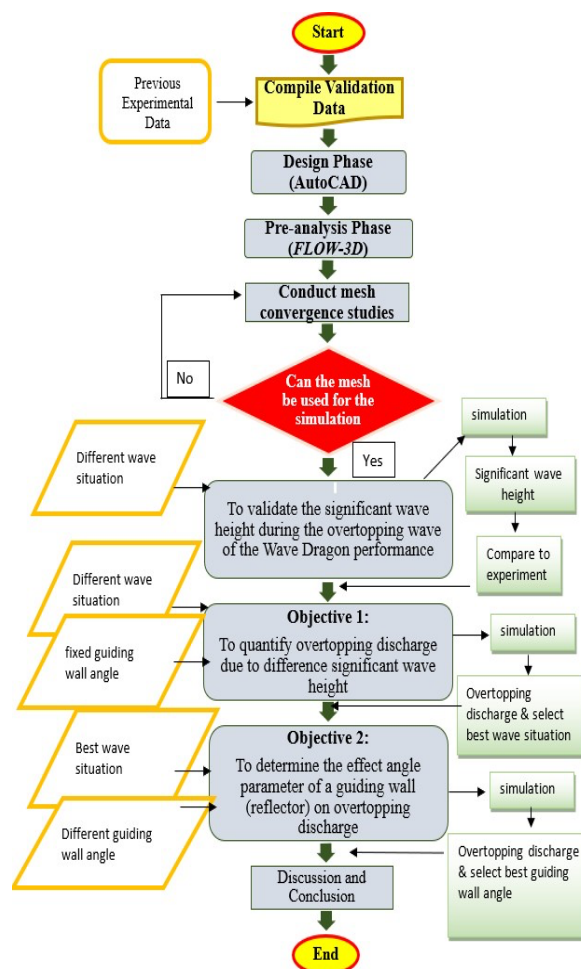 Start
Previous
Experimental
Data
Compile Validation
Data
Design Phase
(AutoCAD)
Pre-analysis Phase
(FLOW-3D)
Conduct mesh
convergence studies
No
Can the mesh
be used for the
simulation
Yes
simulation
Different wave
situation
Significant wave
height
To validate the significant wave
height during the overtopping wave
of the Wave Dragon performance
Compare to
experiment
Different wave
situation
fixed guiding
wall angle
Objective 1:
To quantify overtopping discharge
due to difference significant wave
height
simulation
Overtopping
discharge & select
best wave situation
Best wave
situation
Different guiding
wall angle
Objective 2:
To determine the effect angle
parameter of a guiding wall
(reflector) on overtopping
discharge
simulation
Overtopping discharge
& select best guiding
wall angle
Discussion and
Conclusion
End